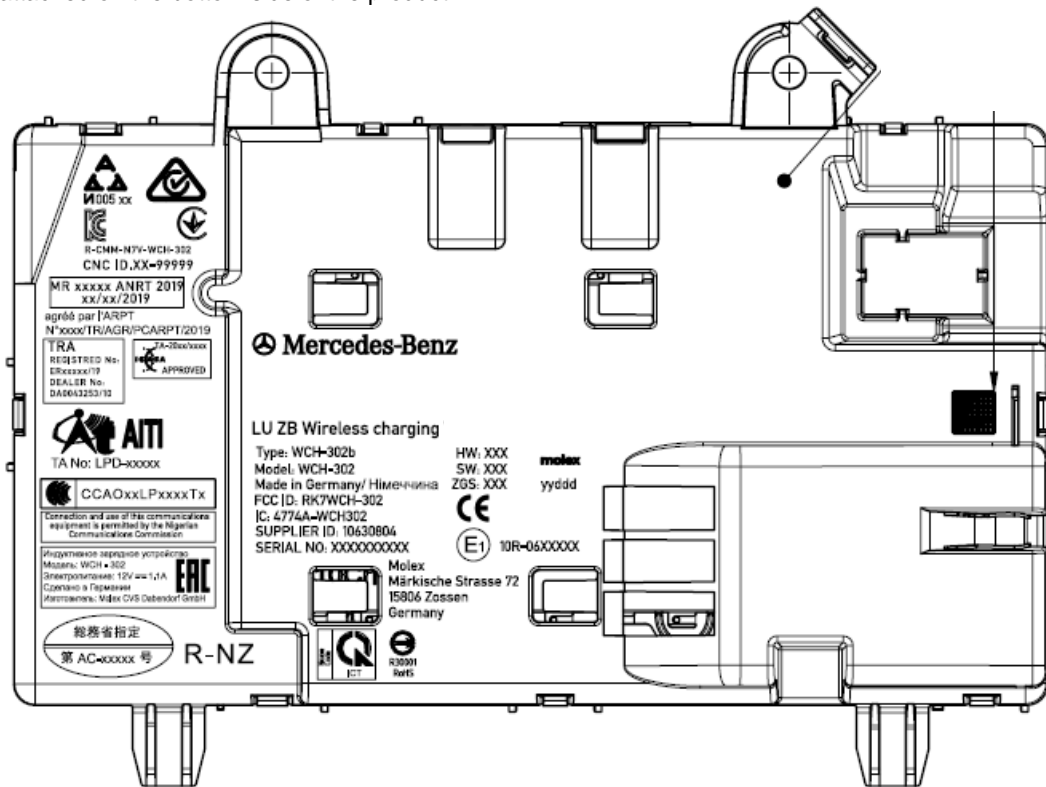 И005 xx
R-CMM-N7V-WCH-302
CNC ID.XX-99999
MR xxxxx ANRT 2019
xx/xx/2019
agréé par l'ARPT
N°xxxx/TR/AGR/PCARPT/2019
TRA
REGISTRED No:
ERxxxxx/19
DEALER No:
DA0043253/10
TA-20xx/xxxx
APPROVED
AITI
TA No: LPD-xxxxx
CCAOxxLPxxxxTx
Connection and use of this communications
equipment is permitted by the Nigerian
Communications Commission
Индуктивное зарядное устройство
Модель: WCH - 302
Электропитание: 12V 1,1A
Сделано в Германии
Изготовитель: Molex CVS Dabendorf GmbH
EAC
総務省指定
第 AC-xxxxx 号
R-NZ
Mercedes-Benz
LU ZB Wireless charging
Type: WCH-302b
Model: WCH-302
Made in Germany/ Німеччина
FCC ID: RK7WCH-302
IC: 4774A-WCH302
SUPPLIER ID: 10630804
SERIAL NO: XXXXXXXXXX
HW: XXX
SW: XXX
ZGS: XXX
molex
yyddd
CE
E1
10R-06XXXXX
Molex
Märkische Strasse 72
15806 Zossen
Germany
ICT
R30001
RoHS